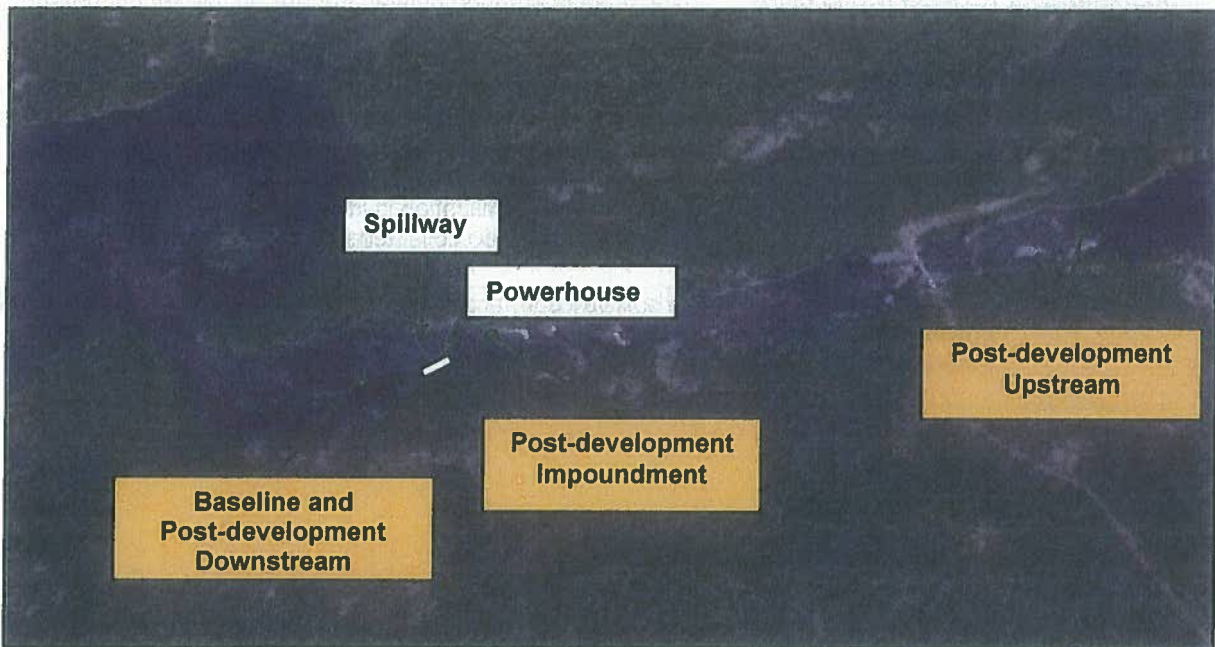 Spillway
Powerhouse
Post-development
Upstream
Post-development
Impoundment
Baseline and
Post-development
Downstream